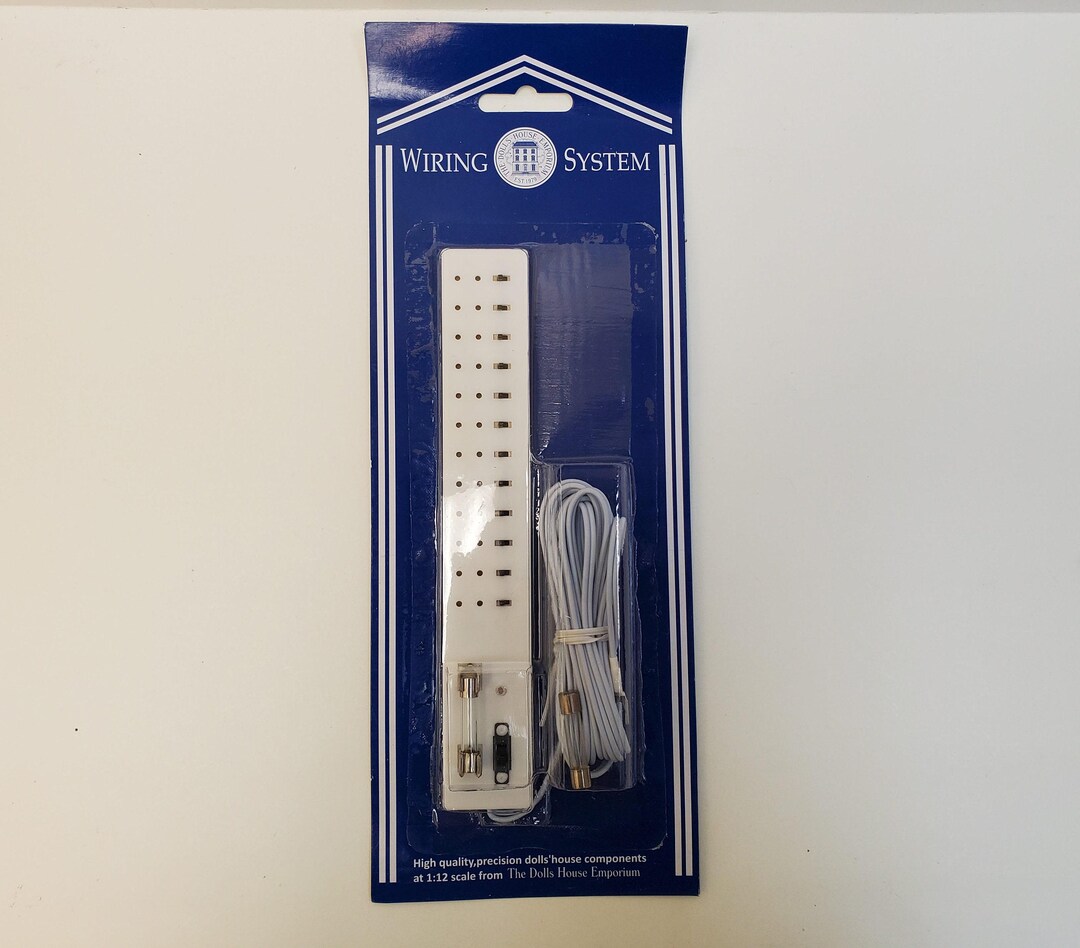 WIRING SYSTEM
THE DOLLS HOUSE EMPORIUM
EST. 1979
High quality,precision dolls'house components
at 1:12 scale from The Dolls House Emporium